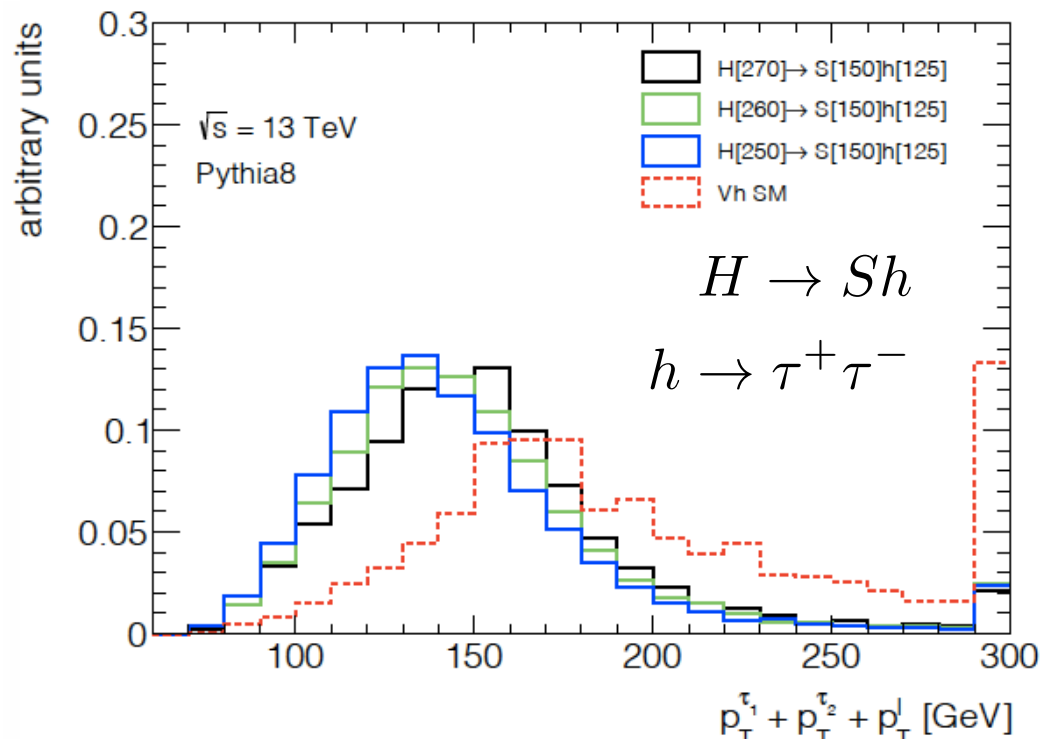 arbitrary units
0.3
0.25
0.2
0.15
0.1
0.05
0
√s = 13 TeV
Pythia8
H[270]→ S[150]h[125]
H[260]→ S[150]h[125]
H[250]→ S[150]h[125]
Vh SM
H → Sh
h → τ⁺τ⁻
100
150
200
250
300
p_T^{τ₁} + p_T^{τ₂} + p_T^{l} [GeV]